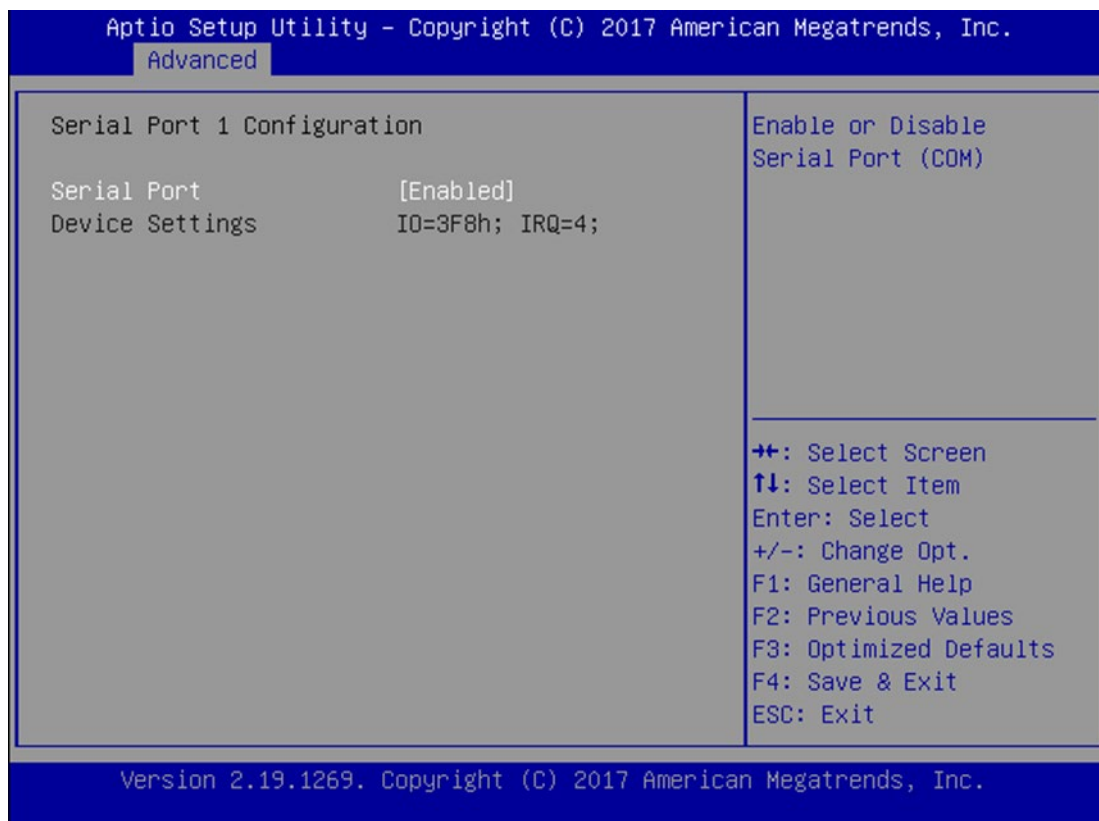 Aptio Setup Utility – Copyright (C) 2017 American Megatrends, Inc.
Advanced
Serial Port 1 Configuration
Serial Port [Enabled]
Device Settings IO=3F8h; IRQ=4;
Enable or Disable
Serial Port (COM)
→←: Select Screen
↑↓: Select Item
Enter: Select
+/-: Change Opt.
F1: General Help
F2: Previous Values
F3: Optimized Defaults
F4: Save & Exit
ESC: Exit
Version 2.19.1269. Copyright (C) 2017 American Megatrends, Inc.